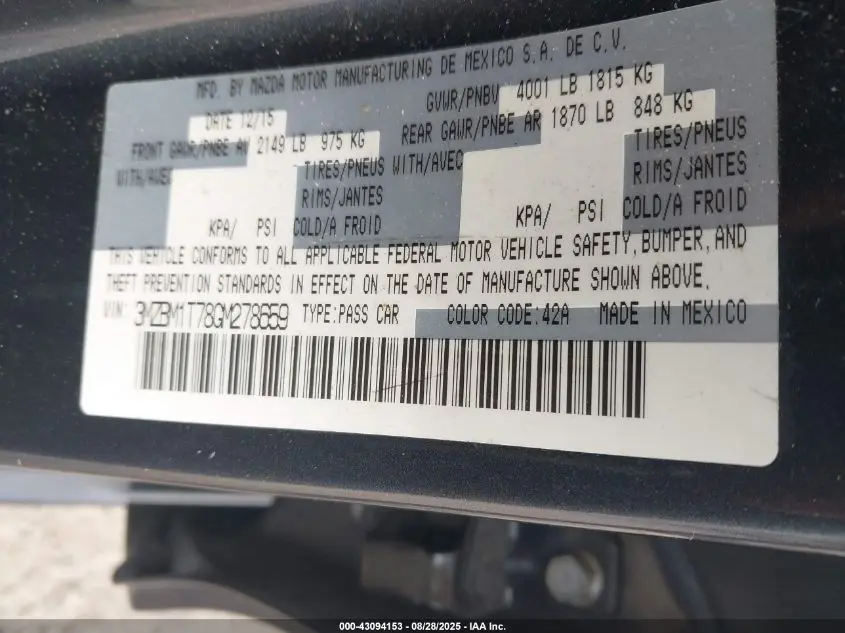 MFD. BY MAZDA MOTOR MANUFACTURING DE MEXICO S.A. DE C.V.
DATE 12/15 GVWR/PNBV 4001 LB 1815 KG
FRONT GAWR/PNBE AV 2149 LB 975 KG REAR GAWR/PNBE AR 1870 LB 848 KG
WITH/AVEC TIRES/PNEUS WITH/AVEC TIRES/PNEUS
RIMS/JANTES RIMS/JANTES
KPA/ PSI COLD/A FROID KPA/ PSI COLD/A FROID
THIS VEHICLE CONFORMS TO ALL APPLICABLE FEDERAL MOTOR VEHICLE SAFETY, BUMPER, AND
THEFT PREVENTION STANDARDS IN EFFECT ON THE DATE OF MANUFACTURE SHOWN ABOVE.
VIN: 3MZBM1T78GM278659 TYPE:PASS CAR COLOR CODE:42A MADE IN MEXICO
000-43094153 - 08/28/2025 - IAA Inc.